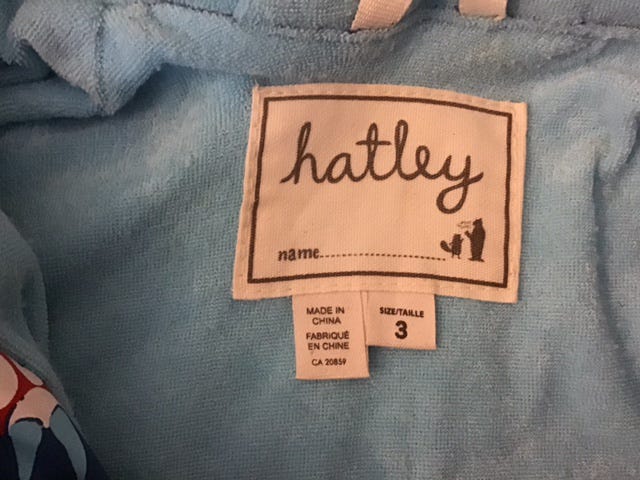 hatley
name
MADE IN
CHINA
FABRIQUÉ
EN CHINE
CA 20859
SIZE/TAILLE
3